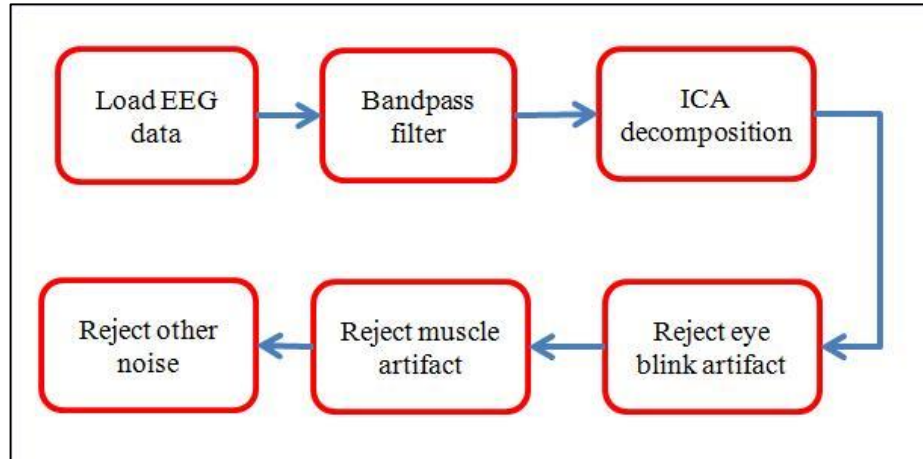 Load EEG
data
Bandpass
filter
ICA
decomposition
Reject eye
blink artifact
Reject muscle
artifact
Reject other
noise